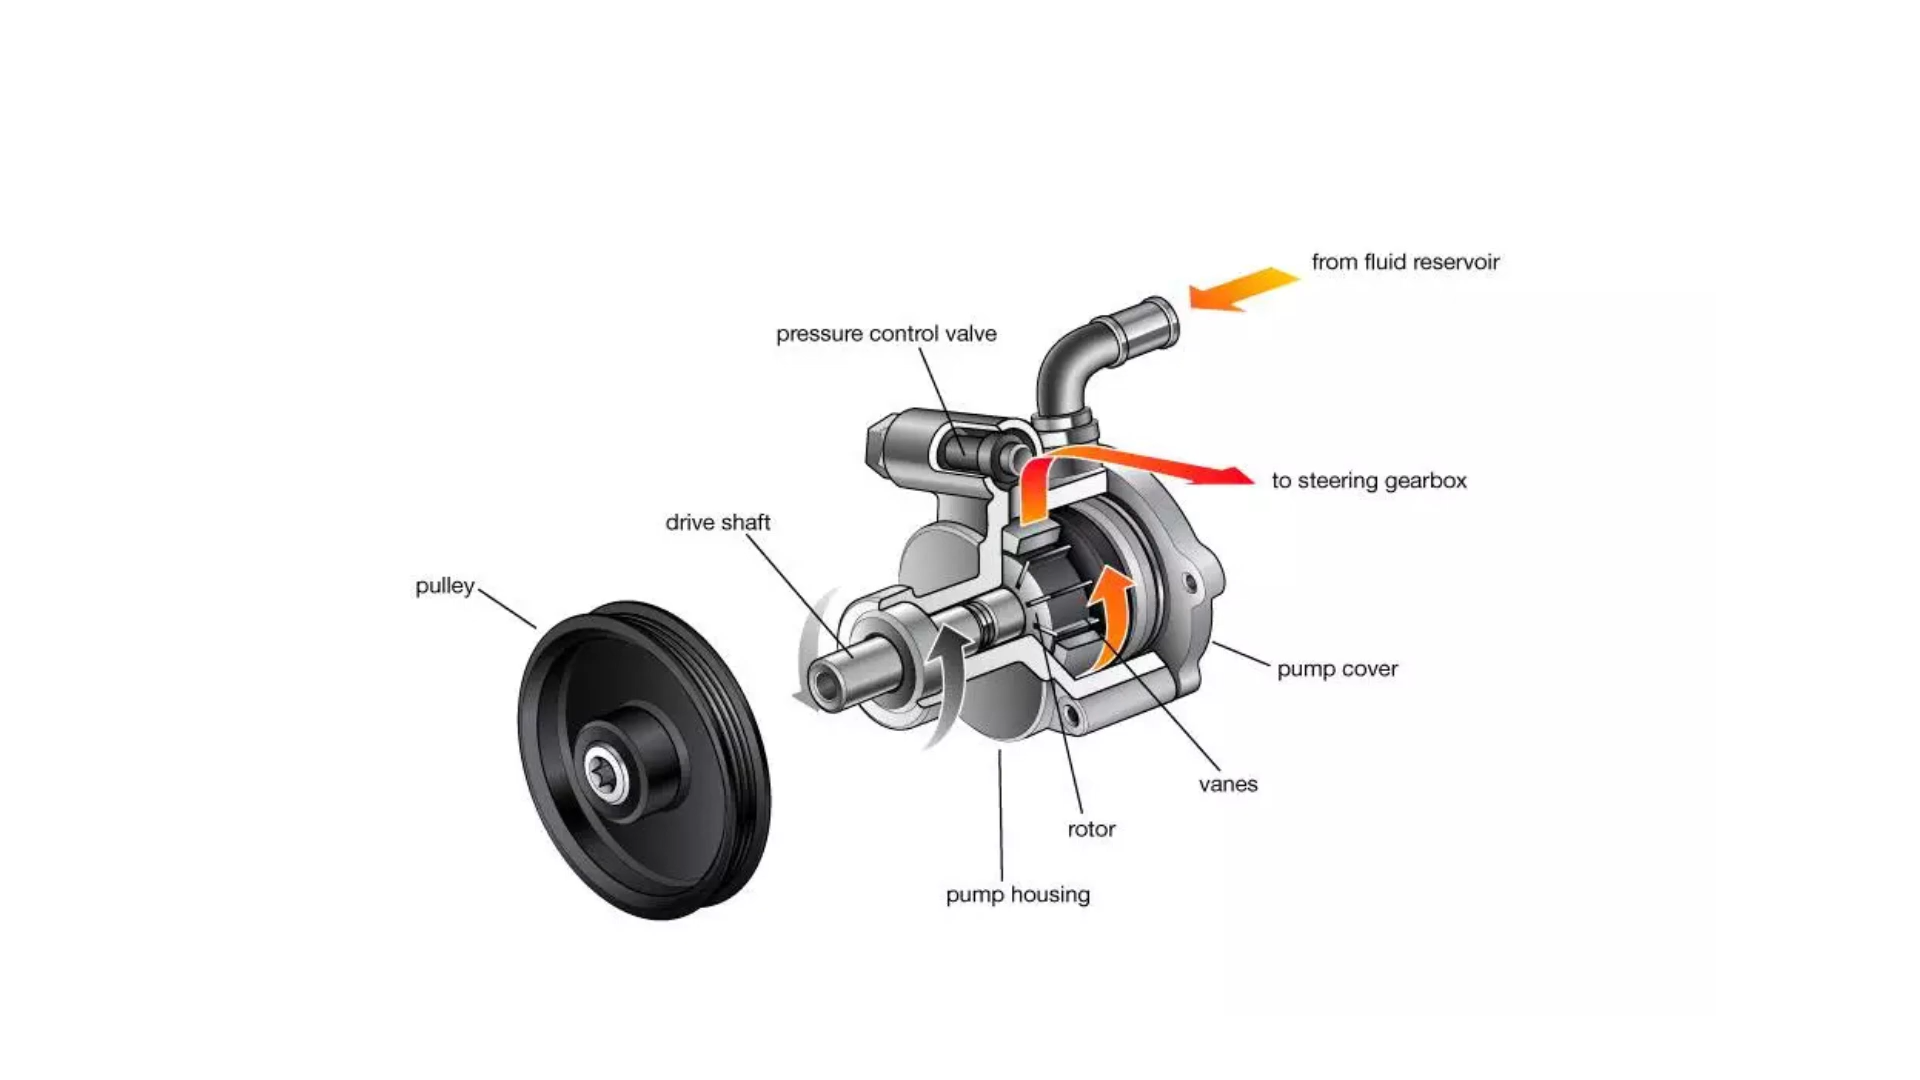 from fluid reservoir
pressure control valve
to steering gearbox
drive shaft
pulley
pump cover
vanes
rotor
pump housing